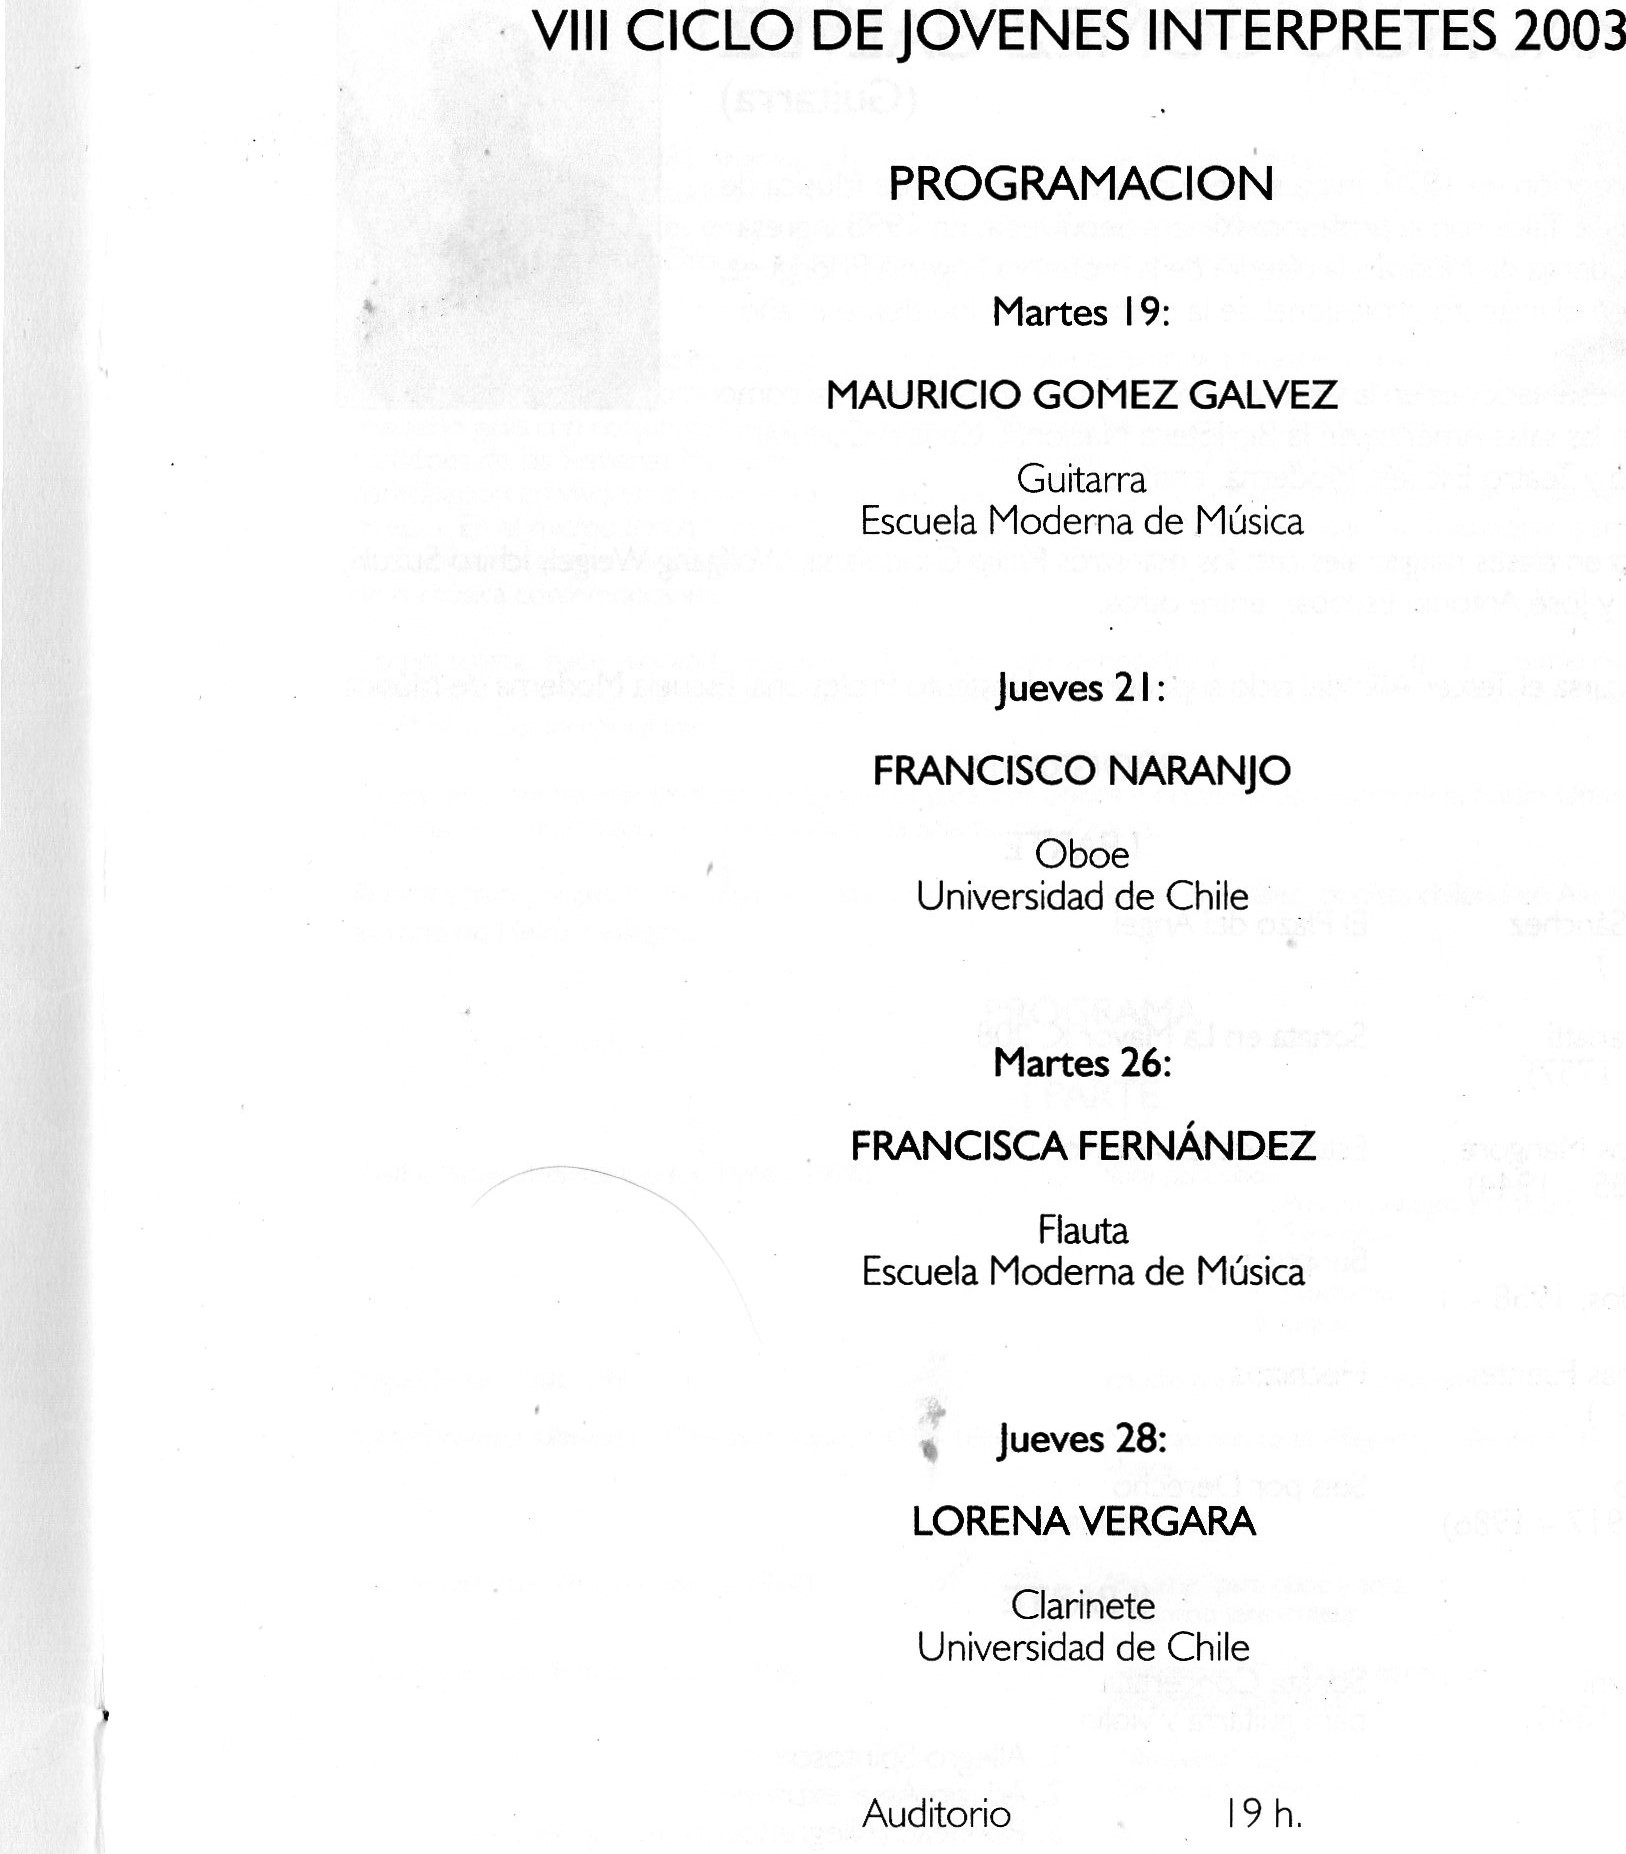 VIII CICLO DE JOVENES INTERPRETES 2003
PROGRAMACION
Martes 19:
MAURICIO GOMEZ GALVEZ
Guitarra
Escuela Moderna de Música
Jueves 21:
FRANCISCO NARANJO
Oboe
Universidad de Chile
Martes 26:
FRANCISCA FERNÁNDEZ
Flauta
Escuela Moderna de Música
Jueves 28:
LORENA VERGARA
Clarinete
Universidad de Chile
Auditorio 19 h.